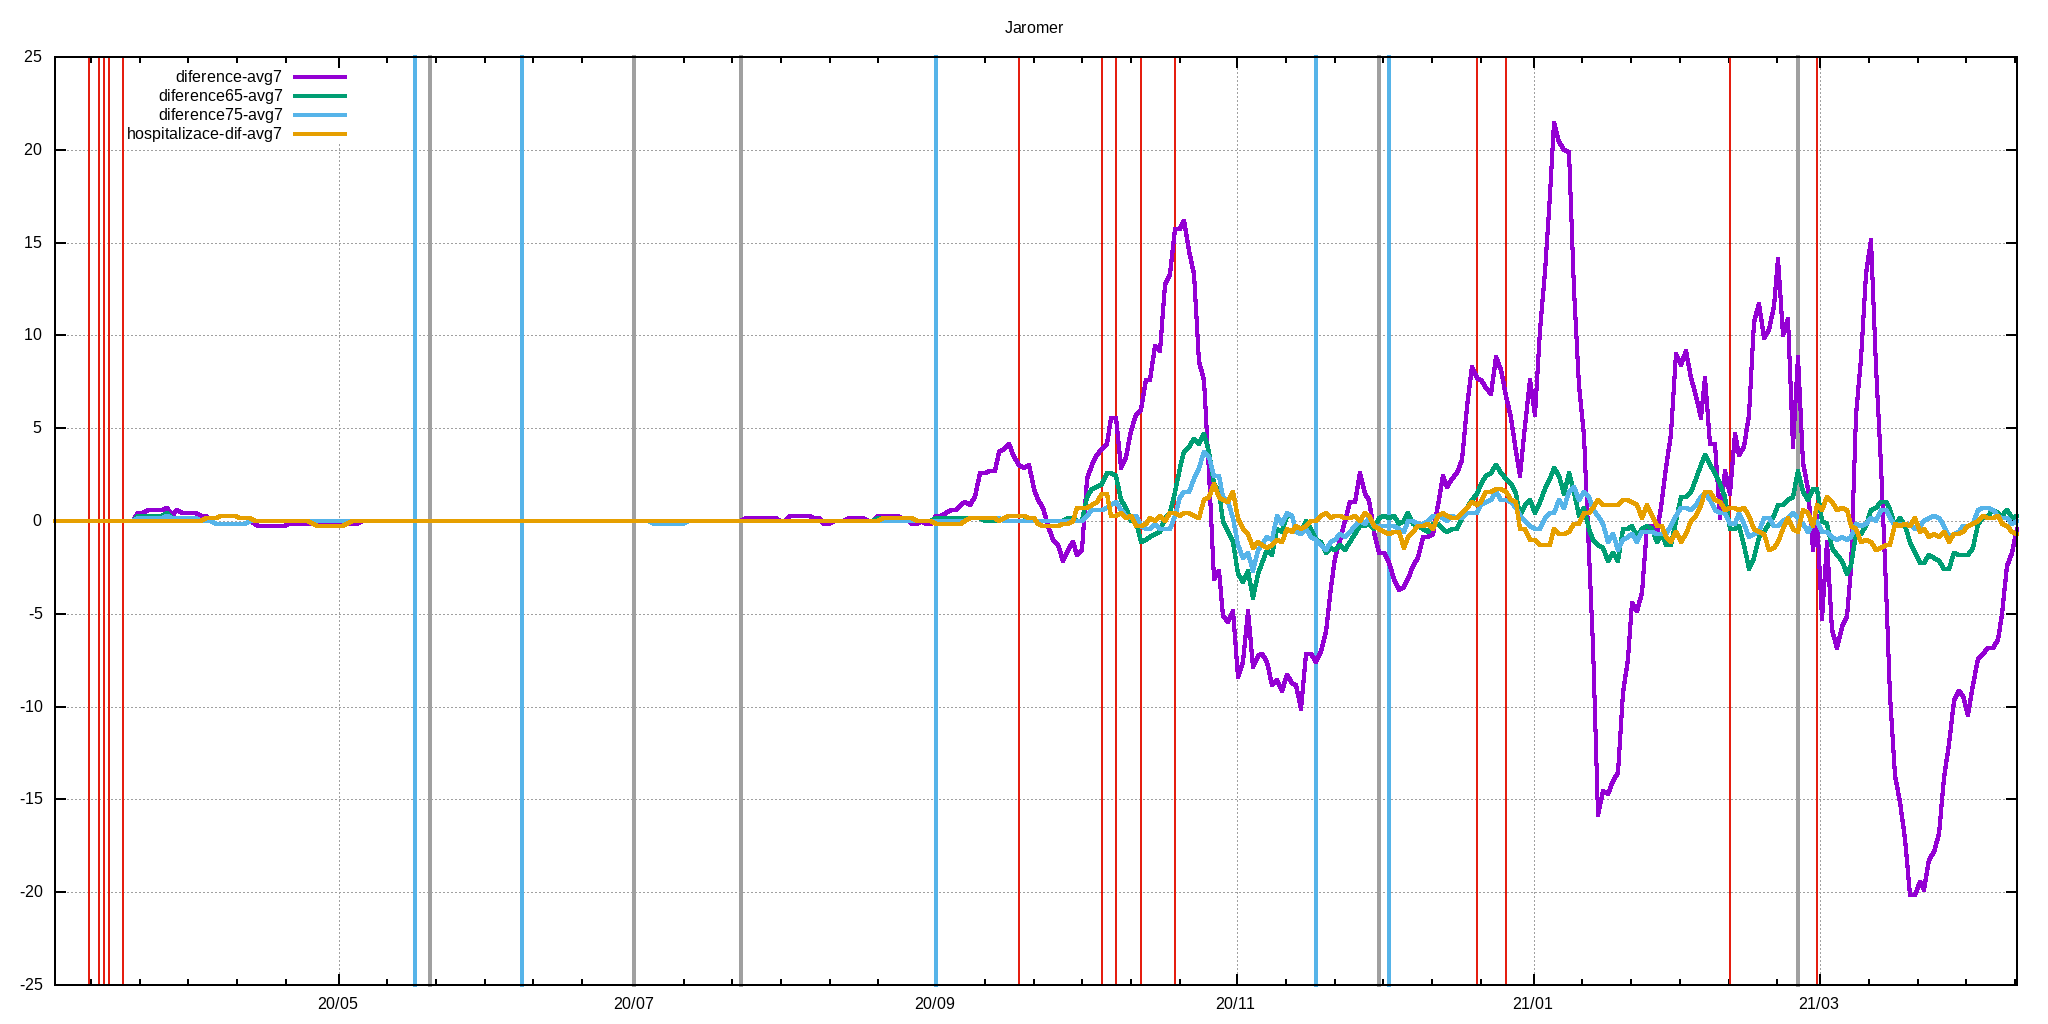 Jaromer
diference-avg7
diference65-avg7
diference75-avg7
hospitalizace-dif-avg7
25
20
15
10
5
0
-5
-10
-15
-20
-25
20/05 20/07 20/09 20/11 21/01 21/03